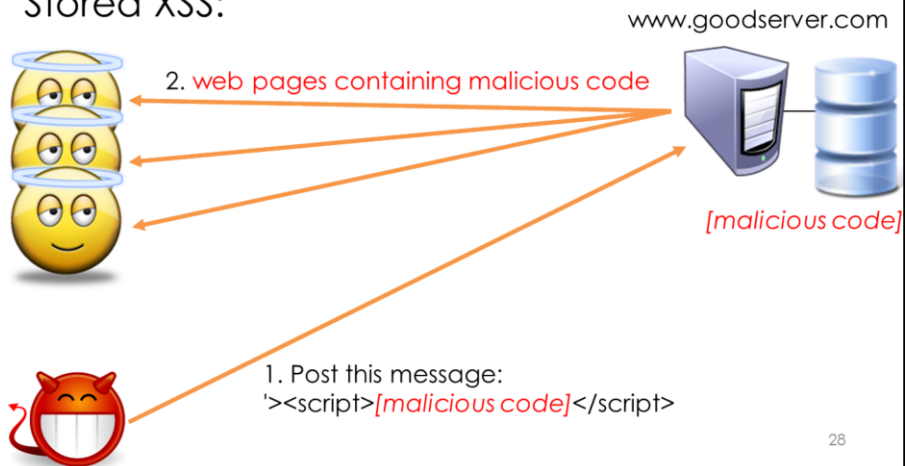 Stored XSS:
www.goodserver.com
2. web pages containing malicious code
[malicious code]
1. Post this message:
'><script>[malicious code]</script>
28